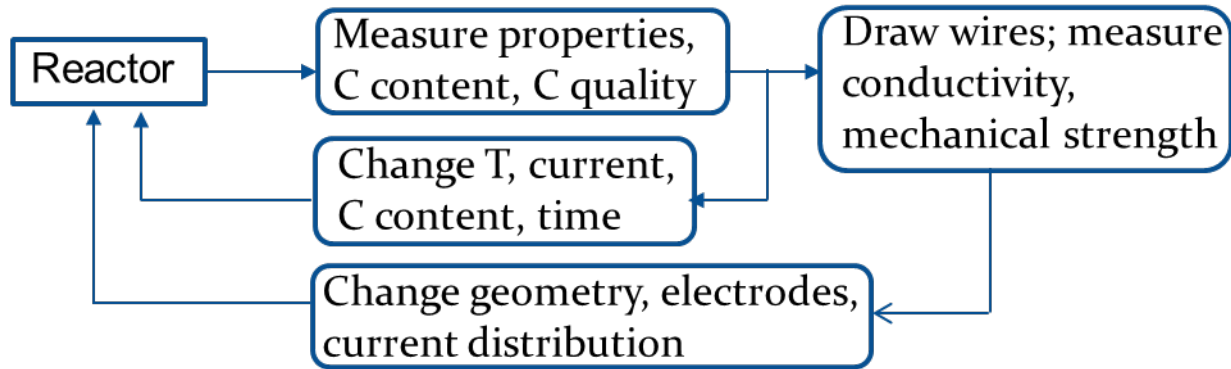 Reactor
Measure properties,
C content, C quality
Draw wires; measure
conductivity,
mechanical strength
Change T, current,
C content, time
Change geometry, electrodes,
current distribution